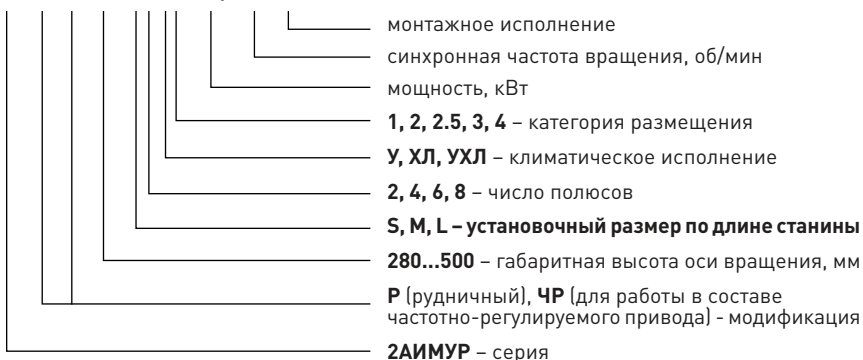 монтажное исполнение
синхронная частота вращения, об/мин
мощность, кВт
1, 2, 2.5, 3, 4 – категория размещения
У, ХЛ, УХЛ – климатическое исполнение
2, 4, 6, 8 – число полюсов
S, M, L – установочный размер по длине станины
280...500 – габаритная высота оси вращения, мм
Р (рудничный), ЧР (для работы в составе
частотно-регулируемого привода) - модификация
2АИМУР – серия